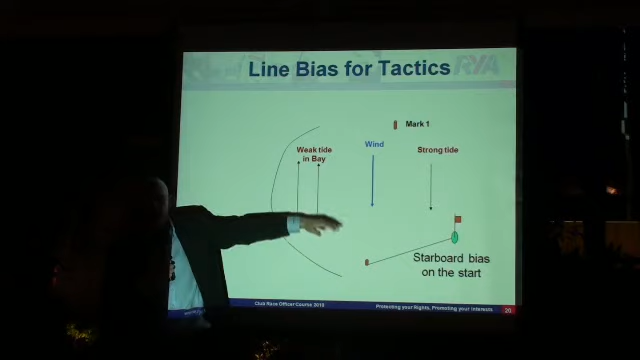 Line Bias for Tactics
RYA
Mark 1
Wind
Weak tide
in Bay
Strong tide
Starboard bias
on the start
Club Race Officer Course 2010
Protecting your Rights, Promoting your Interests
26